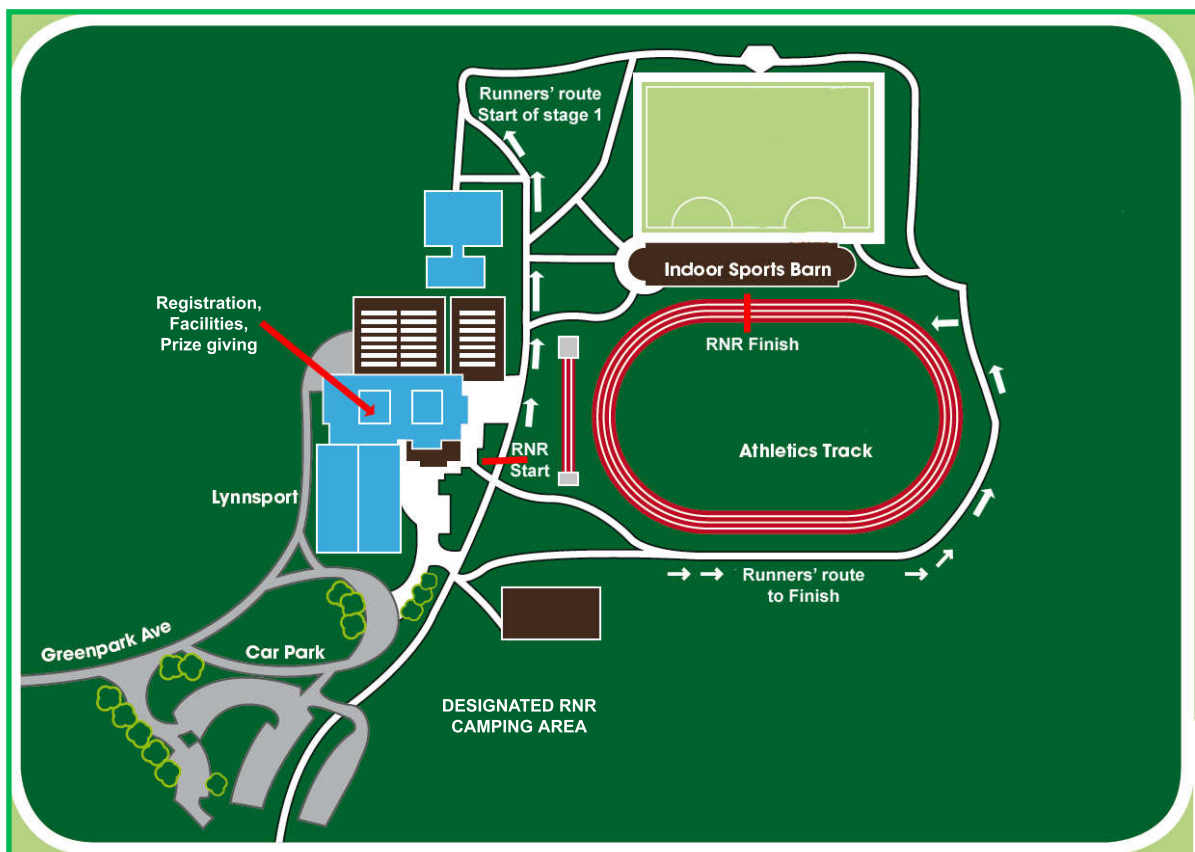 Runners’ route
Start of stage 1
Indoor Sports Barn
Registration,
Facilities,
Prize giving
RNR Finish
RNR
Start
Athletics Track
Lynnsport
Runners’ route
to Finish
Greenpark Ave
Car Park
DESIGNATED RNR
CAMPING AREA